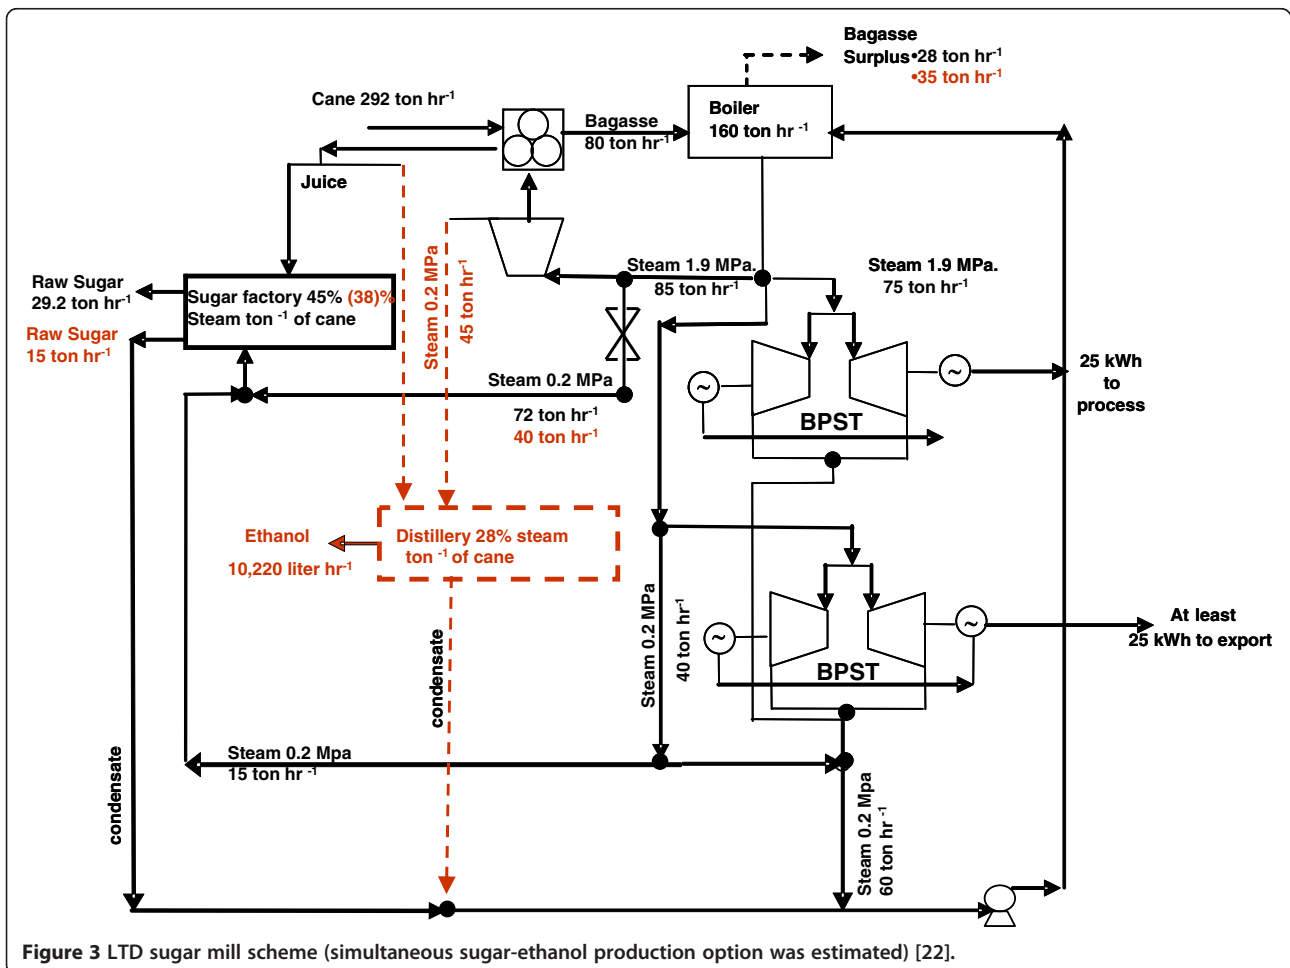 Bagasse
Surplus•28 ton hr-1
•35 ton hr-1
Cane 292 ton hr-1
Bagasse
80 ton hr-1
Boiler
160 ton hr -1
Juice
Steam 0.2 MPa
45 ton hr-1
Steam 1.9 MPa.
85 ton hr-1
Steam 1.9 MPa.
75 ton hr-1
Raw Sugar
29.2 ton hr-1
Raw Sugar
15 ton hr-1
Sugar factory 45% (38)%
Steam ton -1 of cane
Steam 0.2 MPa
72 ton hr-1
40 ton hr-1
~
~
BPST
25 kWh
to
process
Ethanol
10,220 liter hr-1
Distillery 28% steam
ton -1 of cane
Steam 0.2 MPa
40 ton hr-1
~
~
BPST
At least
25 kWh to export
condensate
condensate
Steam 0.2 Mpa
15 ton hr -1
Steam 0.2 Mpa
60 ton hr -1
Figure 3 LTD sugar mill scheme (simultaneous sugar-ethanol production option was estimated) [22].